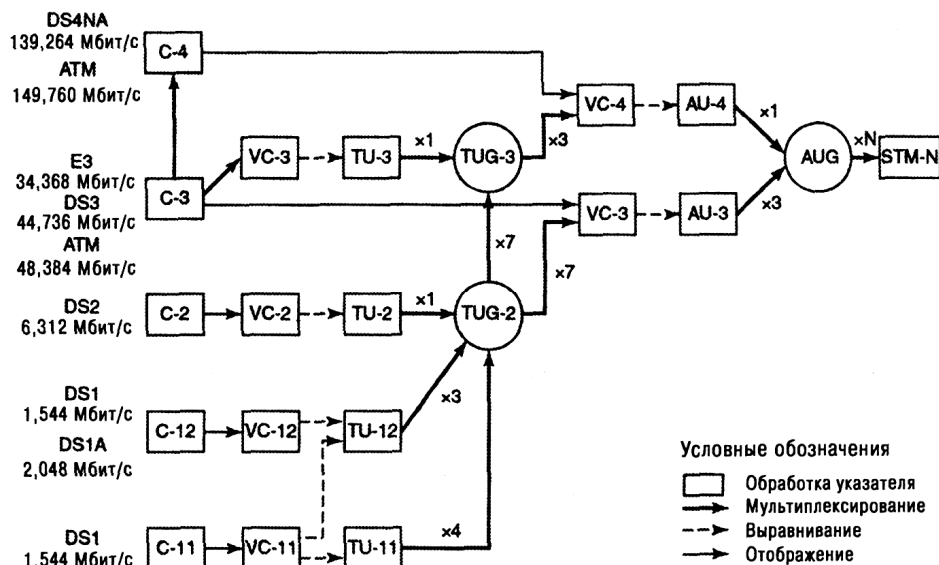 DS4NA
139,264 Мбит/с
C-4
ATM
149,760 Мбит/с
VC-4
AU-4
×1
×3
E3
34,368 Мбит/с
VC-3
TU-3
×1
TUG-3
AUG
×N
STM-N
C-3
DS3
44,736 Мбит/с
VC-3
AU-3
×3
ATM
48,384 Мбит/с
×7
×7
DS2
6,312 Мбит/с
C-2
VC-2
TU-2
×1
TUG-2
DS1
1,544 Мбит/с
×3
C-12
VC-12
TU-12
DS1A
2,048 Мбит/с
DS1
1,544 Мбит/с
C-11
VC-11
TU-11
×4
Условные обозначения
Обработка указателя
Мультиплексирование
Выравнивание
Отображение